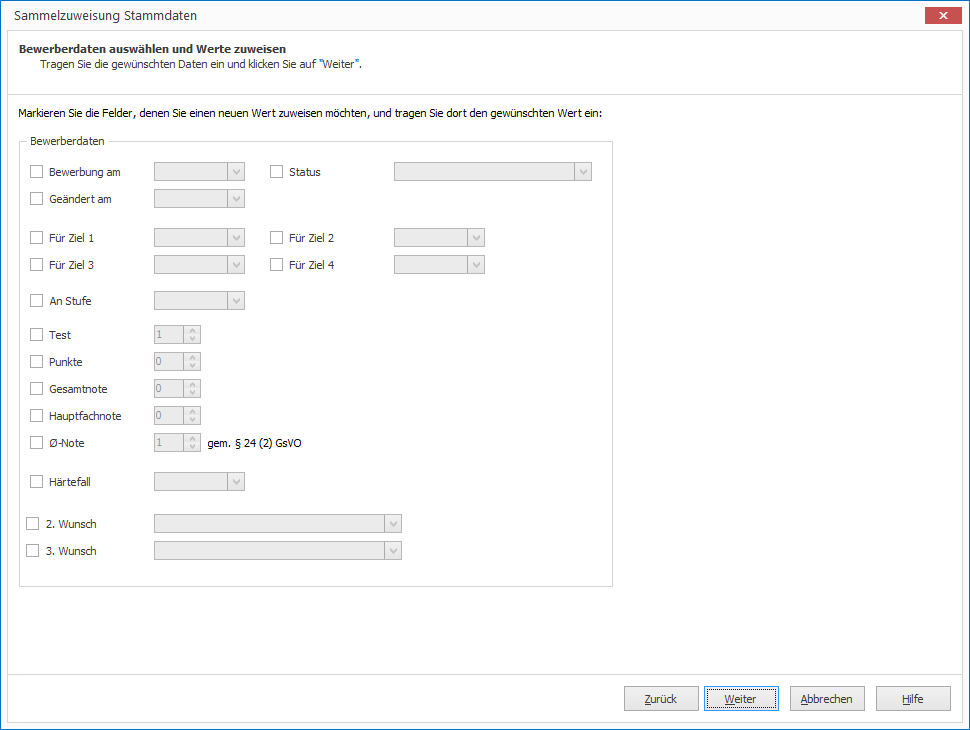 Sammelzuweisung Stammdaten
Bewerberdaten auswählen und Werte zuweisen
Tragen Sie die gewünschten Daten ein und klicken Sie auf "Weiter".
Markieren Sie die Felder, denen Sie einen neuen Wert zuweisen möchten, und tragen Sie dort den gewünschten Wert ein:
Bewerberdaten
Bewerbung am Status
Geändert am
Für Ziel 1 Für Ziel 2
Für Ziel 3 Für Ziel 4
An Stufe
Test 1
Punkte 0
Gesamtnote 0
Hauptfachnote 0
Ø-Note 1 gem. § 24 (2) GsVO
Härtefall
2. Wunsch
3. Wunsch
Zurück Weiter Abbrechen Hilfe